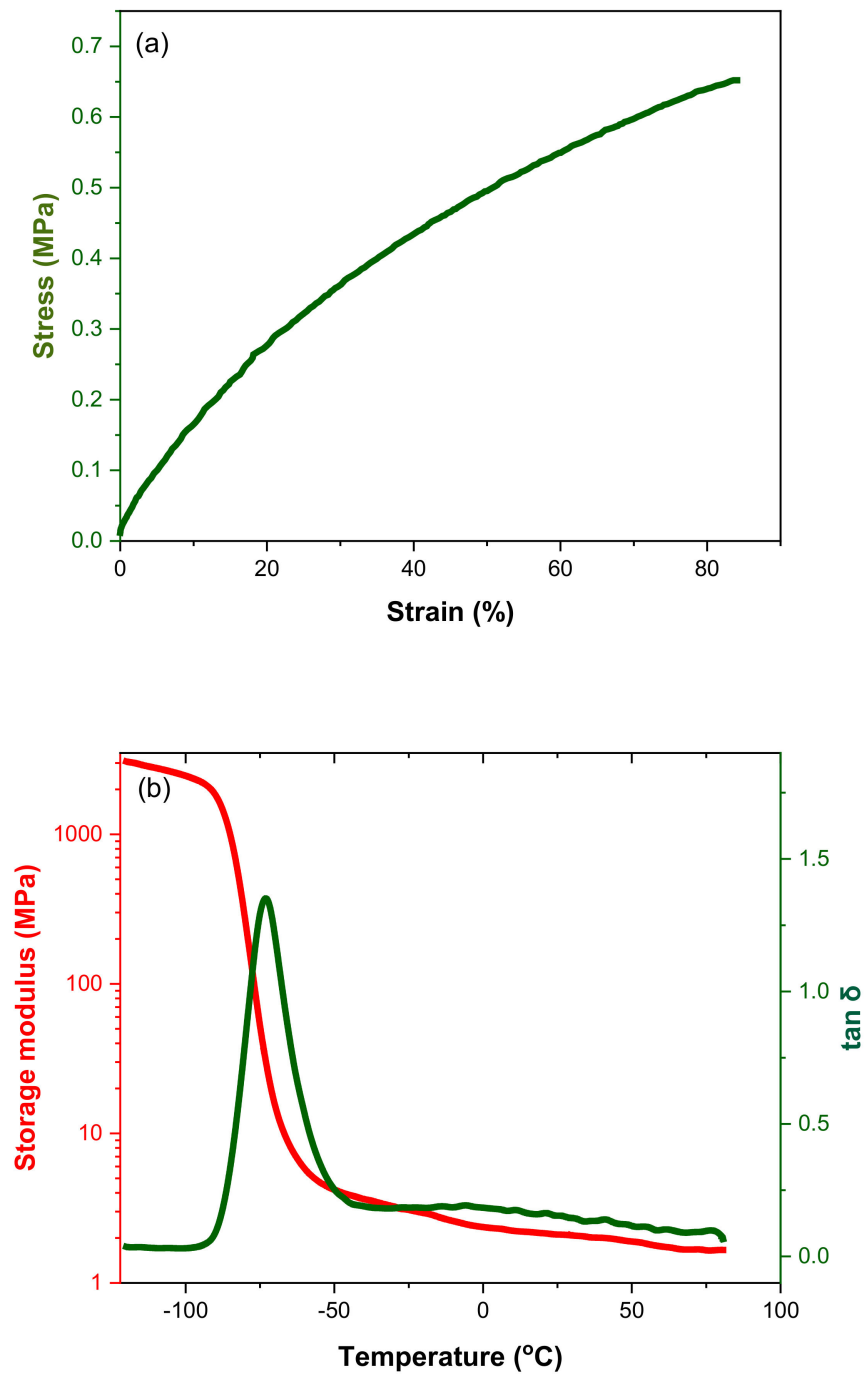 (a)
Stress (MPa)
0.7
0.6
0.5
0.4
0.3
0.2
0.1
0.0
0 20 40 60 80
Strain (%)
(b)
Storage modulus (MPa)
1000
100
10
1
tan δ
1.5
1.0
0.5
0.0
-100 -50 0 50 100
Temperature (ºC)